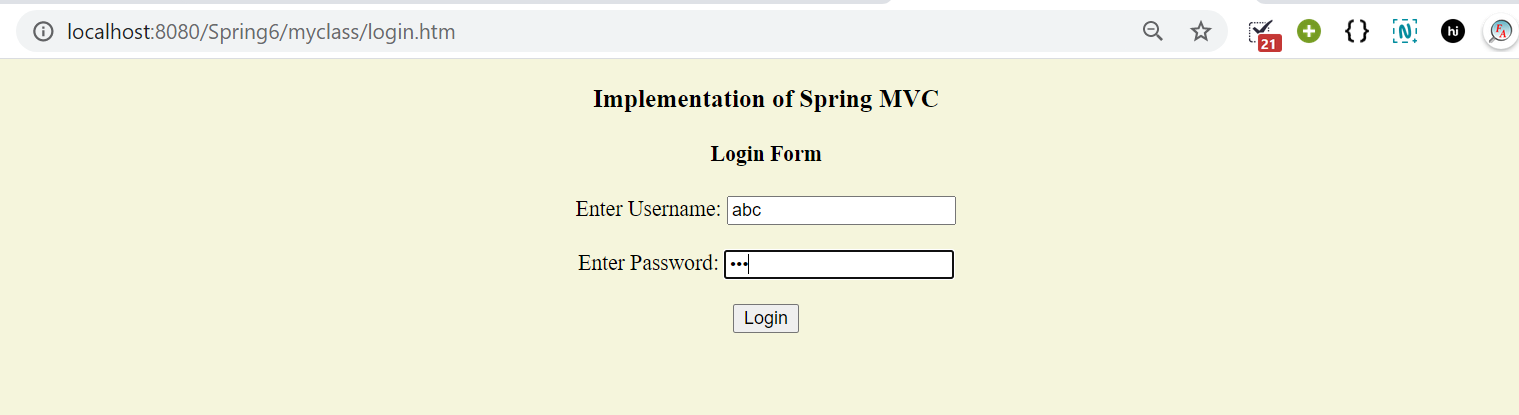 localhost:8080/Spring6/myclass/login.htm
21
hi
Implementation of Spring MVC
Login Form
Enter Username: abc
Enter Password: •••
Login